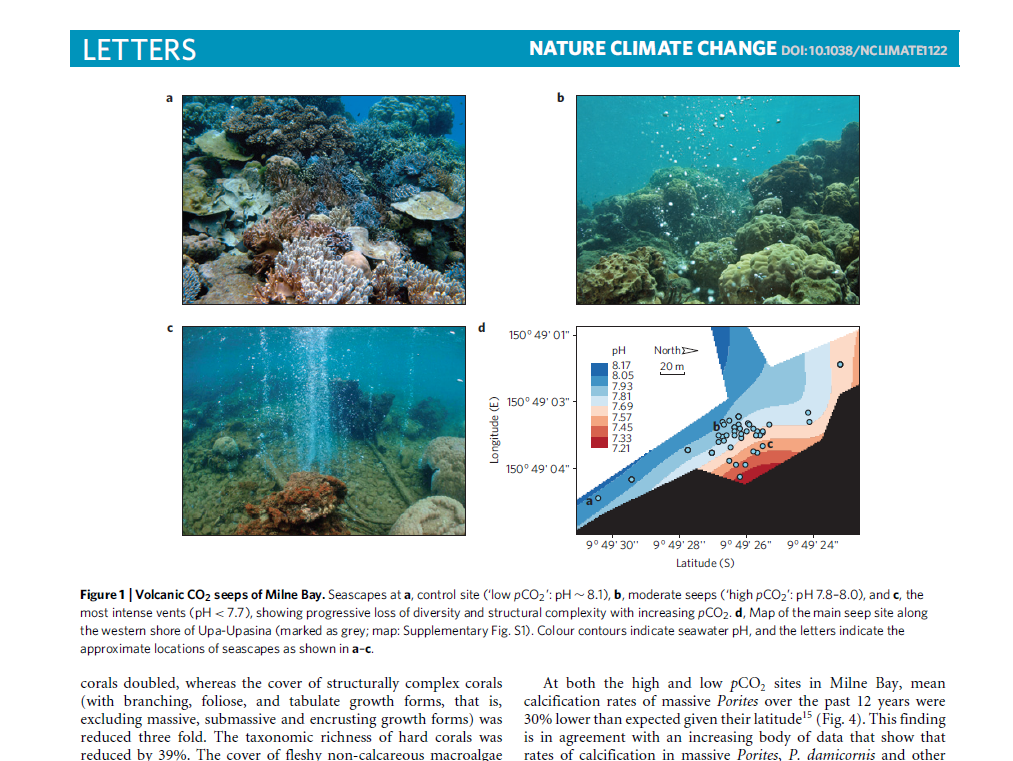 LETTERS
NATURE CLIMATE CHANGE DOI: 10.1038/NCLIMATE1122
a
b
c
d
150° 49' 01"
150° 49' 03"
150° 49' 04"
Longitude (E)
pH
8.17
8.05
7.93
7.81
7.69
7.57
7.45
7.33
7.21
North
20 m
b
c
a
9° 49' 30''
9° 49' 28''
9° 49' 26"
9° 49' 24"
Latitude (S)
Figure 1 | Volcanic CO2 seeps of Milne Bay. Seascapes at a, control site ('low pCO2': pH ~ 8.1), b, moderate seeps ('high pCO2': pH 7.8–8.0), and c, the
most intense vents (pH < 7.7), showing progressive loss of diversity and structural complexity with increasing pCO2. d, Map of the main seep site along
the western shore of Upa-Upasina (marked as grey; map: Supplementary Fig. S1). Colour contours indicate seawater pH, and the letters indicate the
approximate locations of seascapes as shown in a–c.
corals doubled, whereas the cover of structurally complex corals
(with branching, foliose, and tabulate growth forms, that is,
excluding massive, submassive and encrusting growth forms) was
reduced three fold. The taxonomic richness of hard corals was
reduced by 39%. The cover of fleshy non-calcareous macroalgae
At both the high and low pCO2 sites in Milne Bay, mean
calcification rates of massive Porites over the past 12 years were
30% lower than expected given their latitude15 (Fig. 4). This finding
is in agreement with an increasing body of data that show that
rates of calcification in massive Porites, P. damicornis and other